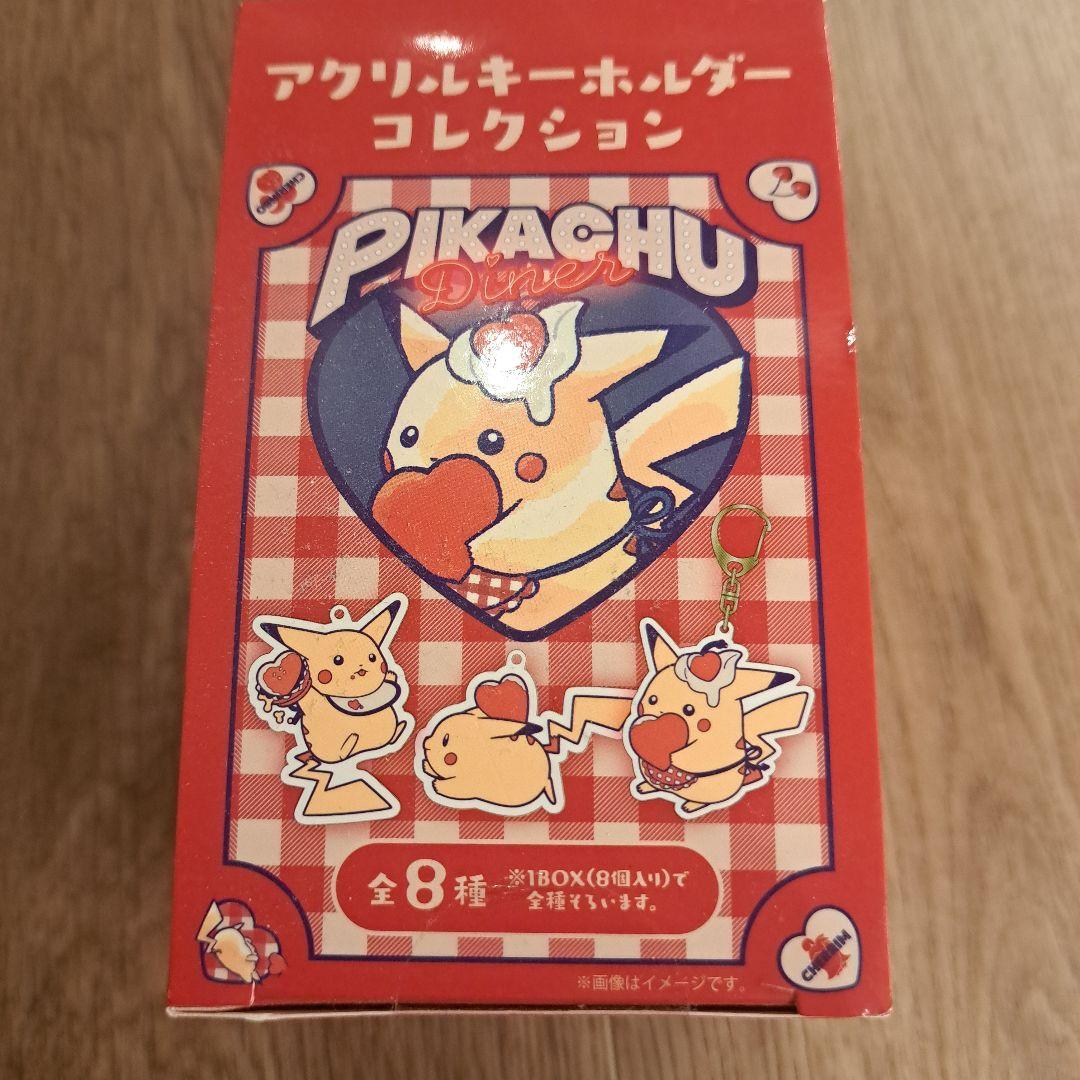 アクリルキーホルダー
コレクション
CHERUBO
PIKACHU
Diner
全8種
※1BOX(8個入り)で
全種そろいます。
CHERRIM
※画像はイメージです。